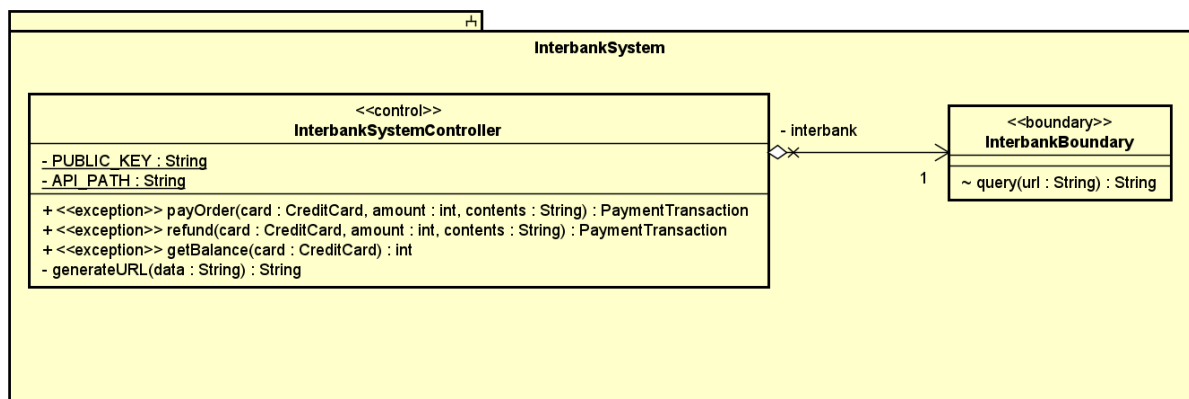 InterbankSystem
<<control>>
InterbankSystemController
- PUBLIC_KEY : String
- API_PATH : String
+ <<exception>> payOrder(card : CreditCard, amount : int, contents : String) : PaymentTransaction
+ <<exception>> refund(card : CreditCard, amount : int, contents : String) : PaymentTransaction
+ <<exception>> getBalance(card : CreditCard) : int
- generateURL(data : String) : String
- interbank
1
<<boundary>>
InterbankBoundary
~ query(url : String) : String